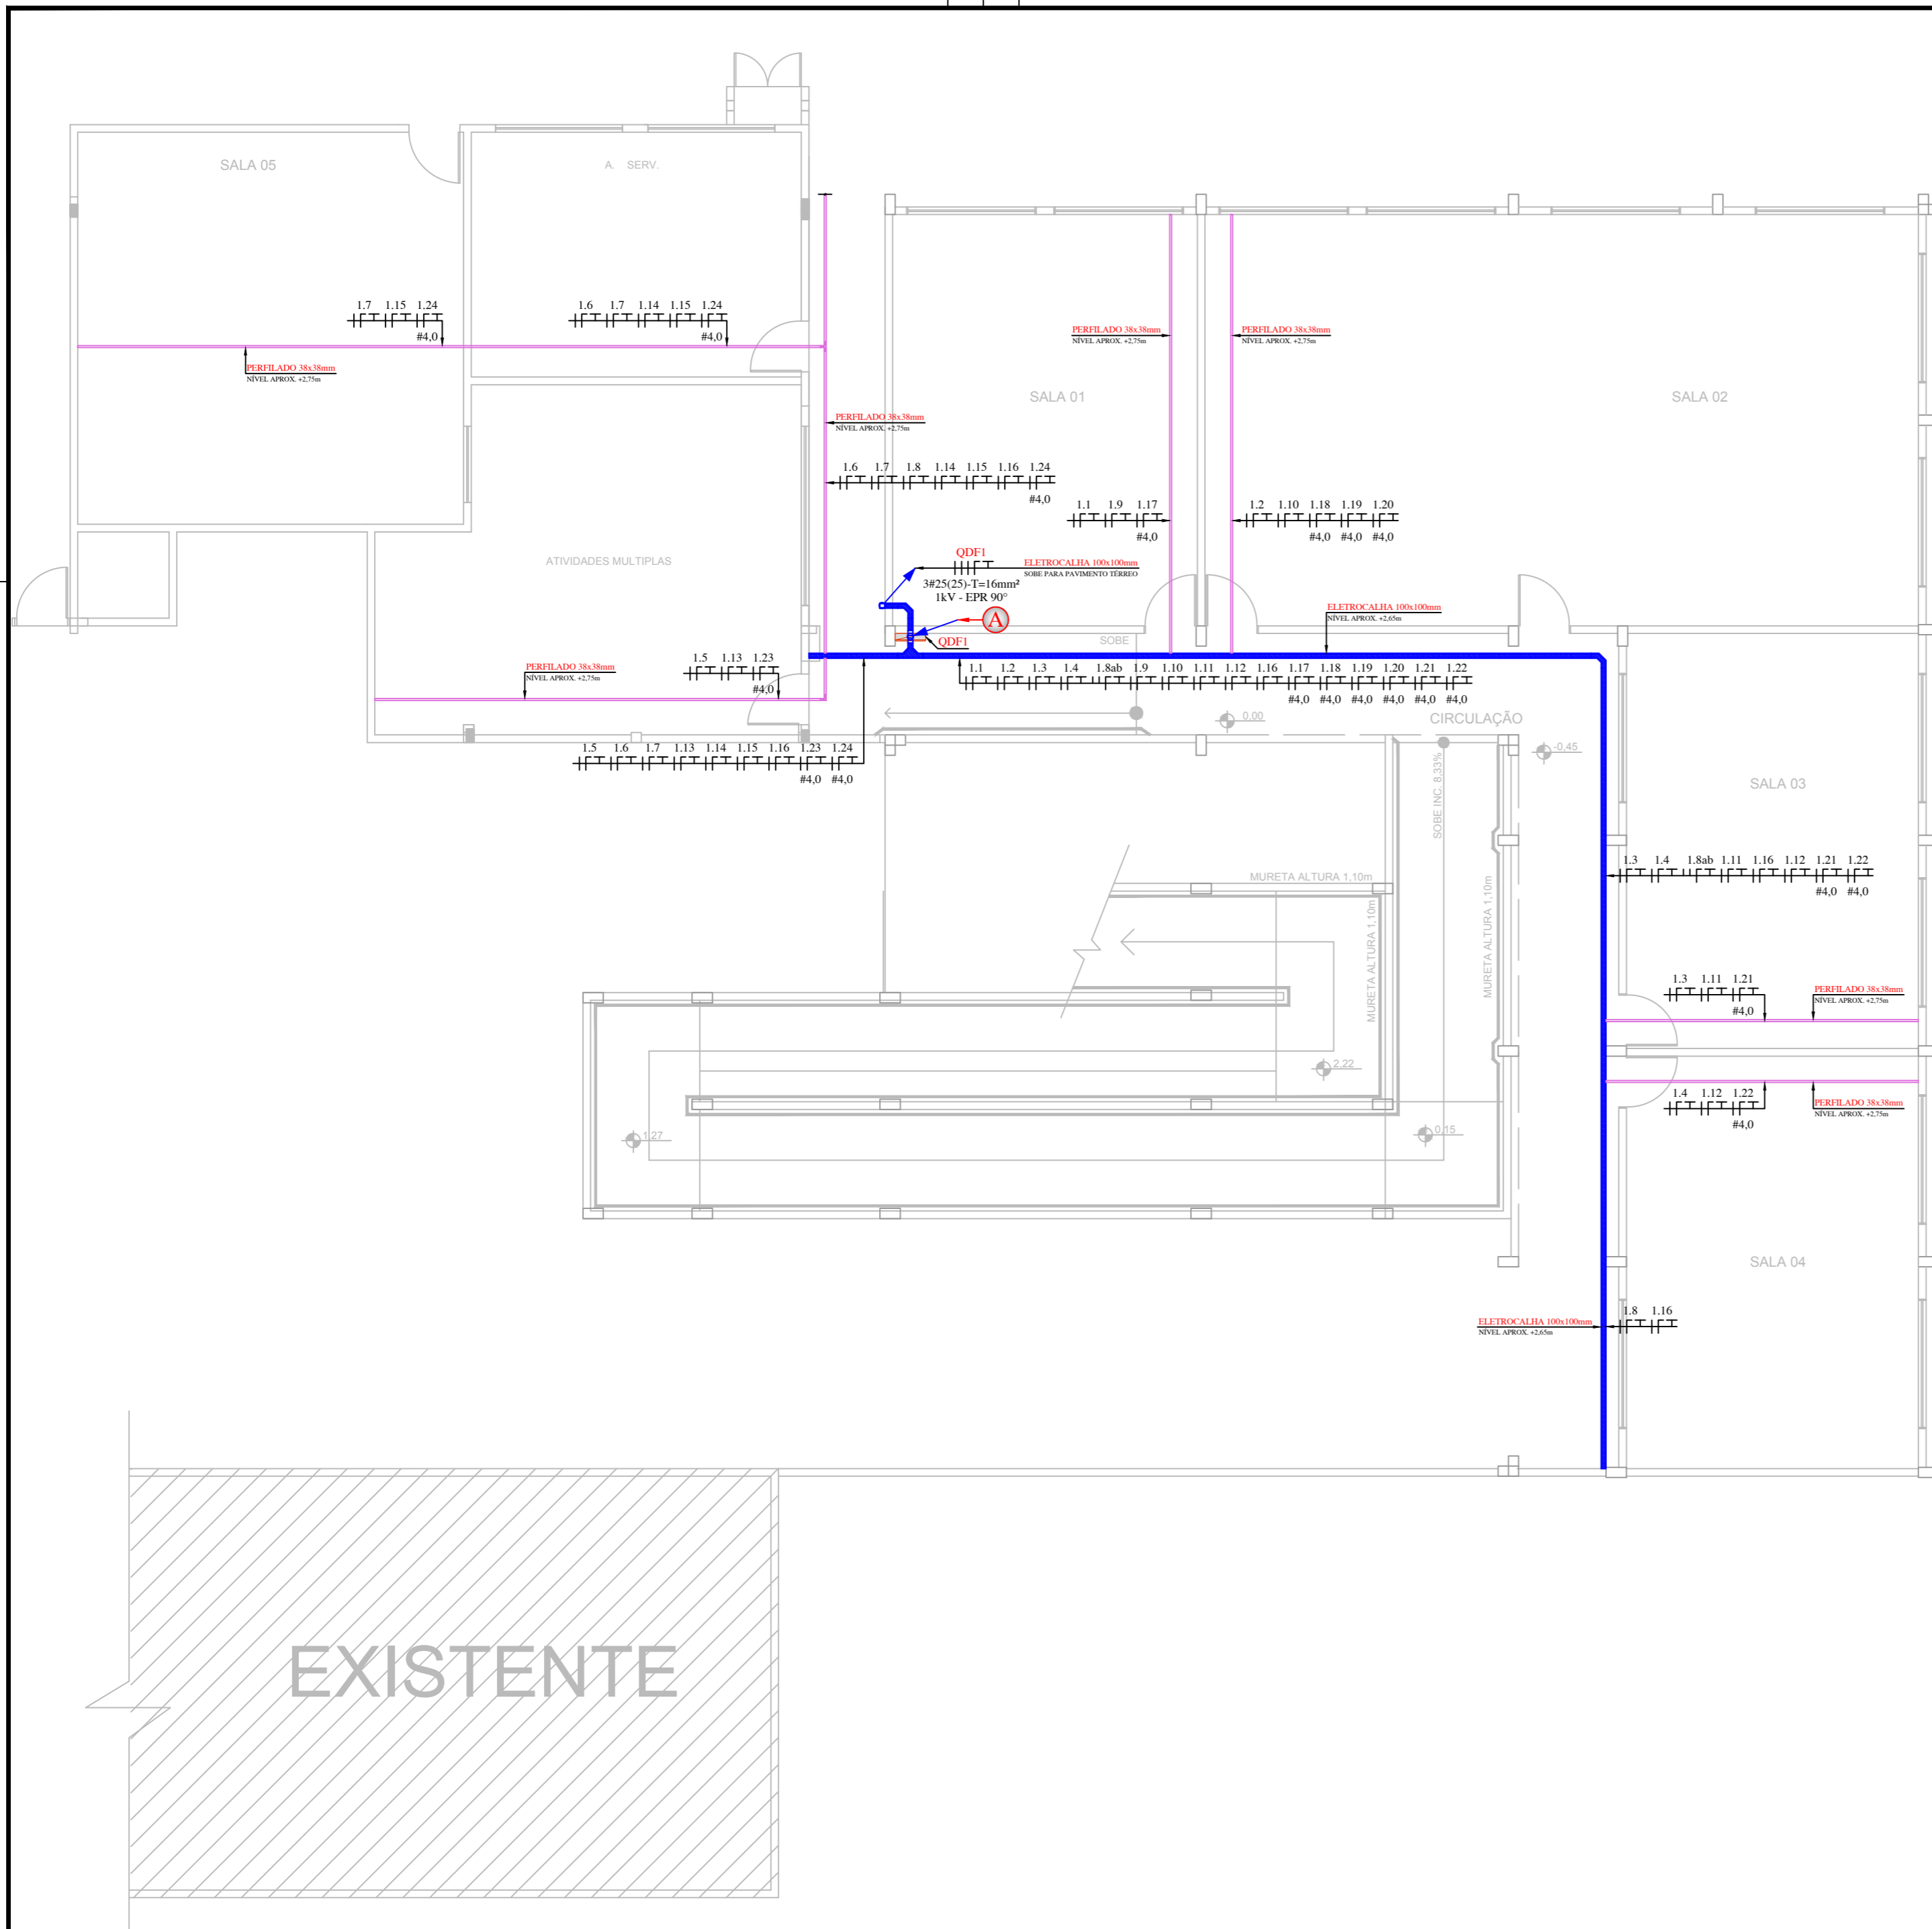 SALA 05
A. SERV.
1.7 1.15 1.24
#4,0
1.6 1.7 1.14 1.15 1.24
#4,0
PERFILADO 38x38mm
NÍVEL APROX. +2,75m
PERFILADO 38x38mm
NÍVEL APROX. +2,75m
PERFILADO 38x38mm
NÍVEL APROX. +2,75m
SALA 01
SALA 02
PERFILADO 38x38mm
NÍVEL APROX. +2,75m
1.6 1.7 1.8 1.14 1.15 1.16 1.24
#4,0
1.1 1.9 1.17
#4,0
1.2 1.10 1.18 1.19 1.20
#4,0 #4,0 #4,0
ATIVIDADES MULTIPLAS
QDF1
ELETROCALHA 100x100mm
SOBE PARA PAVIMENTO TÉRREO
3#25(25)-T=16mm²
1kV - EPR 90°
A
ELETROCALHA 100x100mm
NÍVEL APROX. +2,65m
QDF1
SOBE
PERFILADO 38x38mm
NÍVEL APROX. +2,75m
1.5 1.13 1.23
#4,0
1.1 1.2 1.3 1.4 1.8ab 1.9 1.10 1.11 1.12 1.16 1.17 1.18 1.19 1.20 1.21 1.22
#4,0 #4,0 #4,0 #4,0 #4,0 #4,0
0.00
CIRCULAÇÃO
-0,45
1.5 1.6 1.7 1.13 1.14 1.15 1.16 1.23 1.24
#4,0 #4,0
SOBE INC. 8,33%
SALA 03
MURETA ALTURA 1,10m
MURETA ALTURA 1,10m
MURETA ALTURA 1,10m
1.3 1.4 1.8ab 1.11 1.16 1.12 1.21 1.22
#4,0 #4,0
1.3 1.11 1.21
#4,0
PERFILADO 38x38mm
NÍVEL APROX. +2,75m
2,22
1.4 1.12 1.22
#4,0
PERFILADO 38x38mm
NÍVEL APROX. +2,75m
1,27
0,15
SALA 04
ELETROCALHA 100x100mm
NÍVEL APROX. +2,65m
1.8 1.16
EXISTENTE